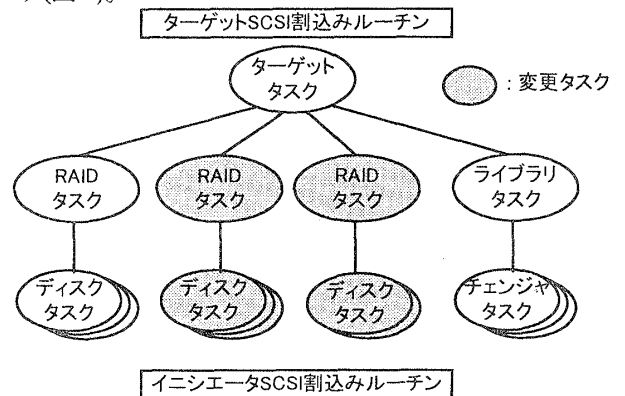 ターゲットSCSI割込みルーチン
ターゲット
タスク
：変更タスク
RAID
タスク
RAID
タスク
RAID
タスク
ライブラリ
タスク
ディスク
タスク
ディスク
タスク
ディスク
タスク
チェンジャ
タスク
イニシエータSCSI割込みルーチン